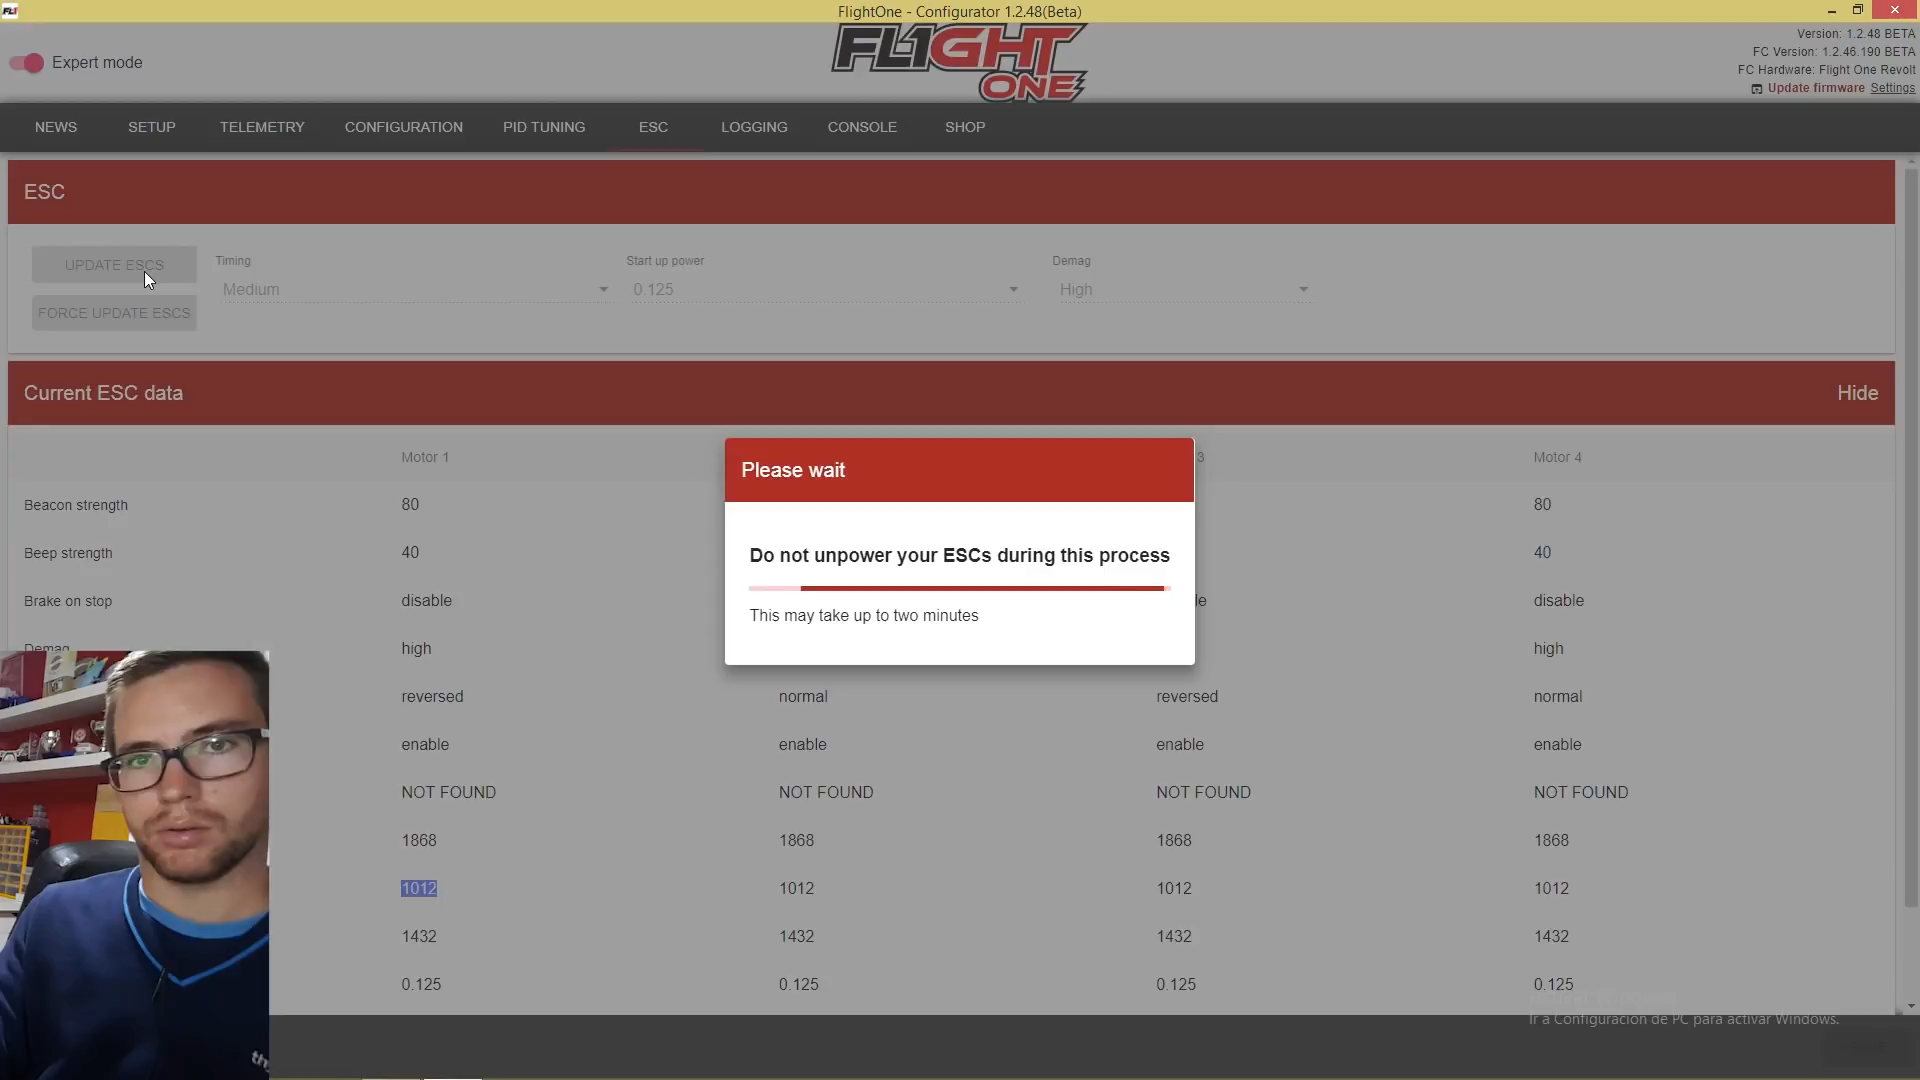 FlightOne - Configurator 1.2.48(Beta)
Expert mode
FLIGHT
ONE
Version: 1.2.48 BETA
FC Version: 1.2.46.190 BETA
FC Hardware: Flight One Revolt
Update firmware Settings
NEWS SETUP TELEMETRY CONFIGURATION PID TUNING ESC LOGGING CONSOLE SHOP
ESC
UPDATE ESCS
FORCE UPDATE ESCS
Timing Start up power Demag
Medium 0.125 High
Current ESC data Hide
Motor 1 3 Motor 4
Beacon strength 80 80
Beep strength 40 40
Brake on stop disable le disable
Demag high high
Please wait
Do not unpower your ESCs during this process
This may take up to two minutes
reversed normal reversed normal
enable enable enable enable
NOT FOUND NOT FOUND NOT FOUND NOT FOUND
1868 1868 1868 1868
1012 1012 1012 1012
1432 1432 1432 1432
0.125 0.125 0.125 0.125
Ir a Configuración de PC para activar Windows.